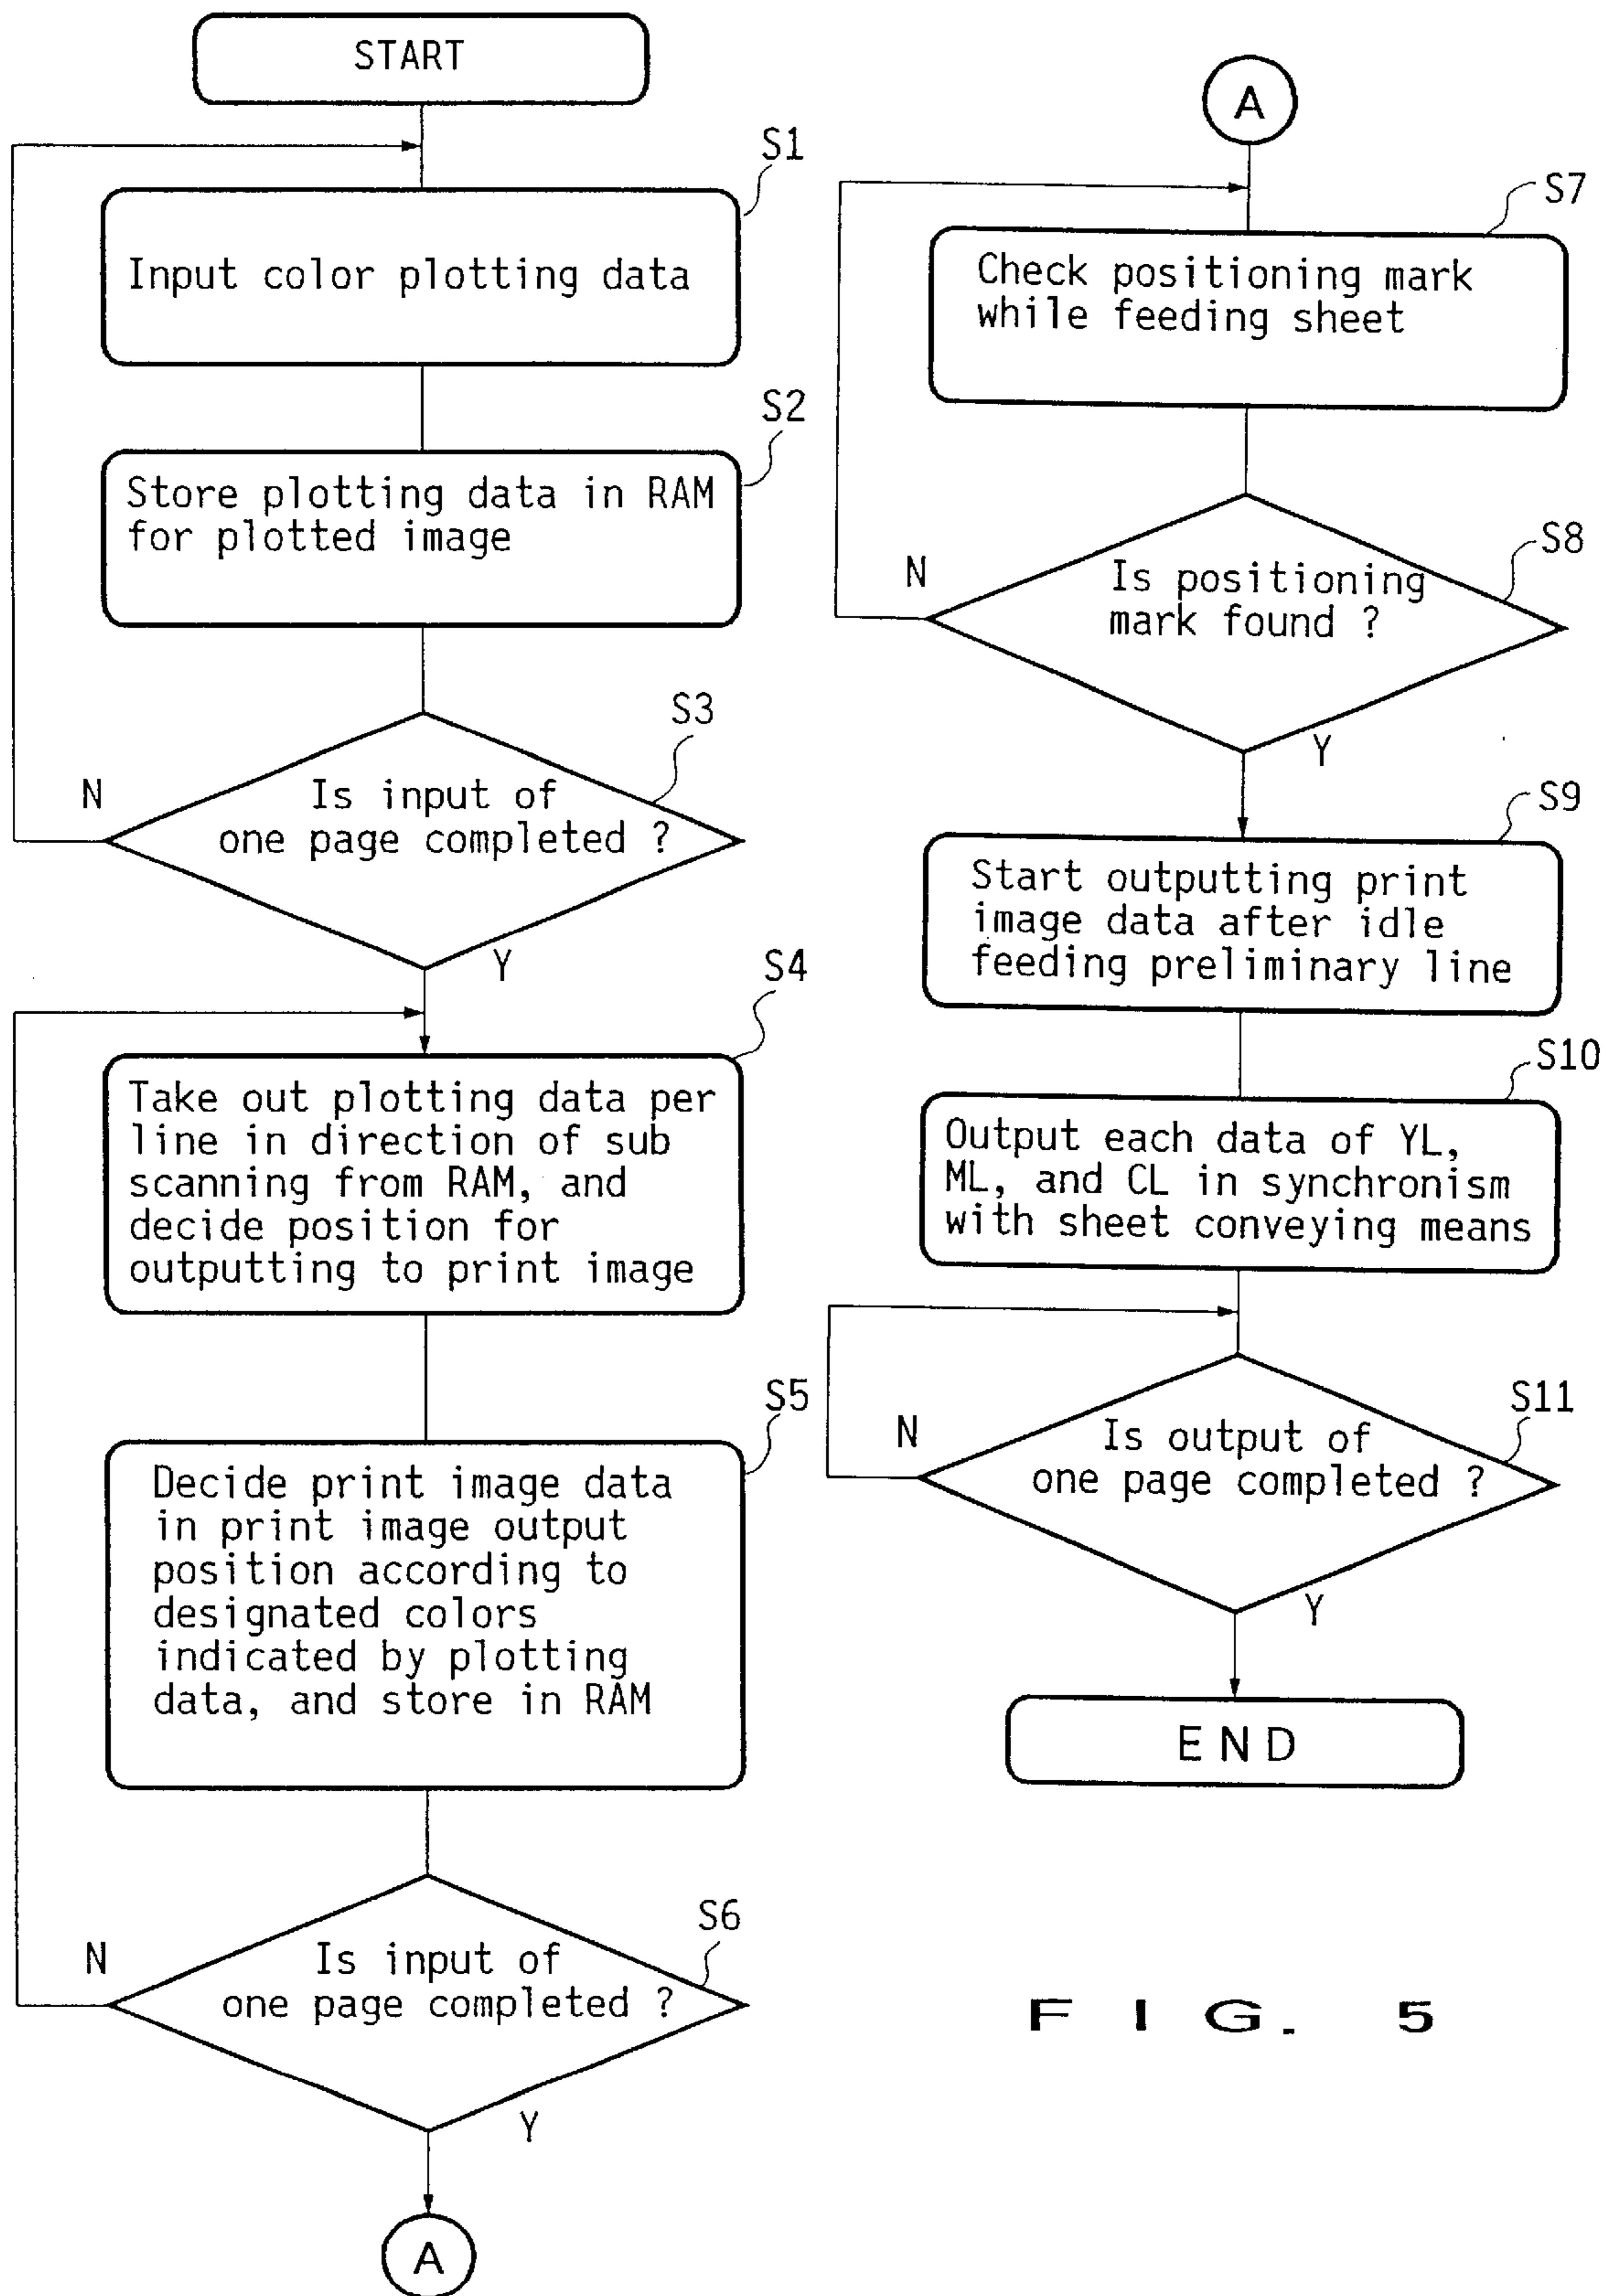 START
S1
Input color plotting data
S2
Store plotting data in RAM
for plotted image
S3
Is input of
one page completed ?
N
Y
S4
Take out plotting data per
line in direction of sub
scanning from RAM, and
decide position for
outputting to print image
S5
Decide print image data
in print image output
position according to
designated colors
indicated by plotting
data, and store in RAM
S6
Is input of
one page completed ?
N
Y
A
A
S7
Check positioning mark
while feeding sheet
S8
Is positioning
mark found ?
N
Y
S9
Start outputting print
image data after idle
feeding preliminary line
S10
Output each data of YL,
ML, and CL in synchronism
with sheet conveying means
S11
Is output of
one page completed ?
N
Y
END
FIG. 5